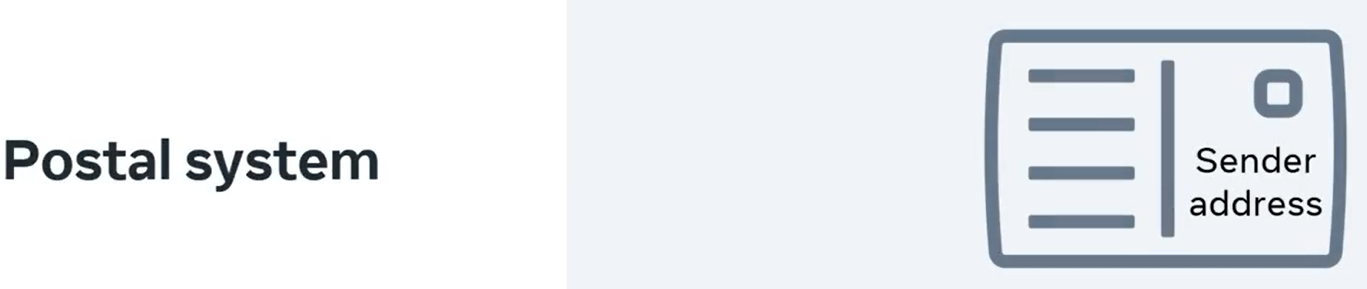 Postal system
Sender
address